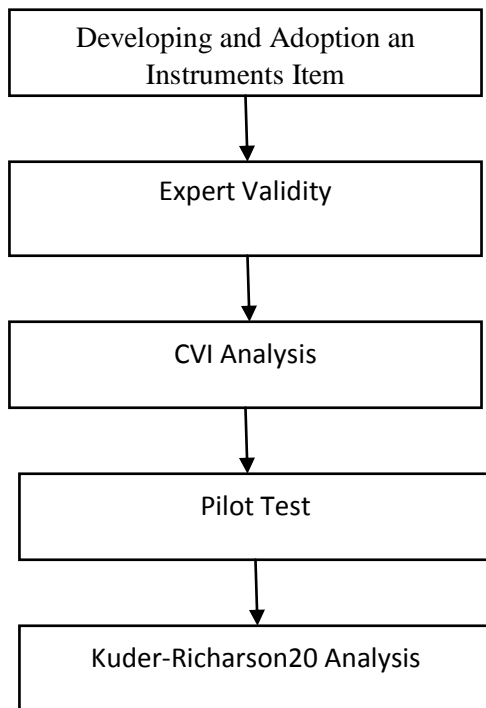 Developing and Adoption an
Instruments Item
Expert Validity
CVI Analysis
Pilot Test
Kuder-Richarson20 Analysis